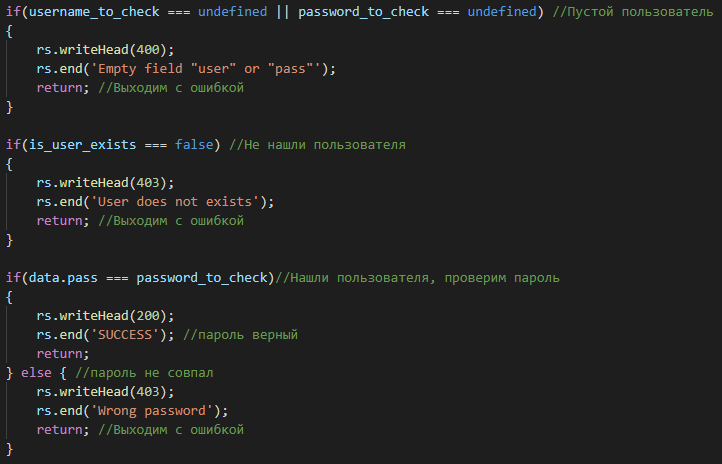 if(username_to_check === undefined || password_to_check === undefined) //Пустой пользователь
{
    rs.writeHead(400);
    rs.end('Empty field "user" or "pass"');
    return; //Выходим с ошибкой
}

if(is_user_exists === false) //Не нашли пользователя
{
    rs.writeHead(403);
    rs.end('User does not exists');
    return; //Выходим с ошибкой
}

if(data.pass === password_to_check)//Нашли пользователя, проверим пароль
{
    rs.writeHead(200);
    rs.end('SUCCESS'); //пароль верный
    return;
} else { //пароль не совпал
    rs.writeHead(403);
    rs.end('Wrong password');
    return; //Выходим с ошибкой
}